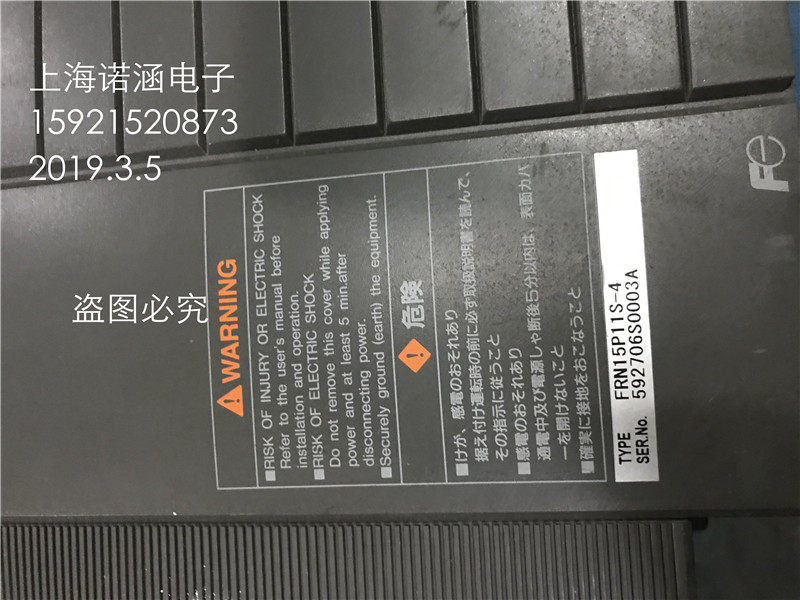 上海诺涵电子
15921520873
2019.3.5
盗图必究
WARNING
■RISK OF INJURY OR ELECTRIC SHOCK
Refer to the user's manual before
installation and operation.
■RISK OF ELECTRIC SHOCK
Do not remove this cover while applying
power and at least 5 min.after
disconnecting power.
■Securely ground (earth) the equipment.
危険
■けが、感電のおそれあり
据え付け運転時の前に必ず取扱説明書を読んで、
その指示に従うこと
■感電のおそれあり
通電中及び電源しゃ断後5分以内は、表面カバ
ーを開けないこと
■確実に接地をおこなうこと
TYPE FRN15P11S-4
SER.No. 592706S0003A
Fe